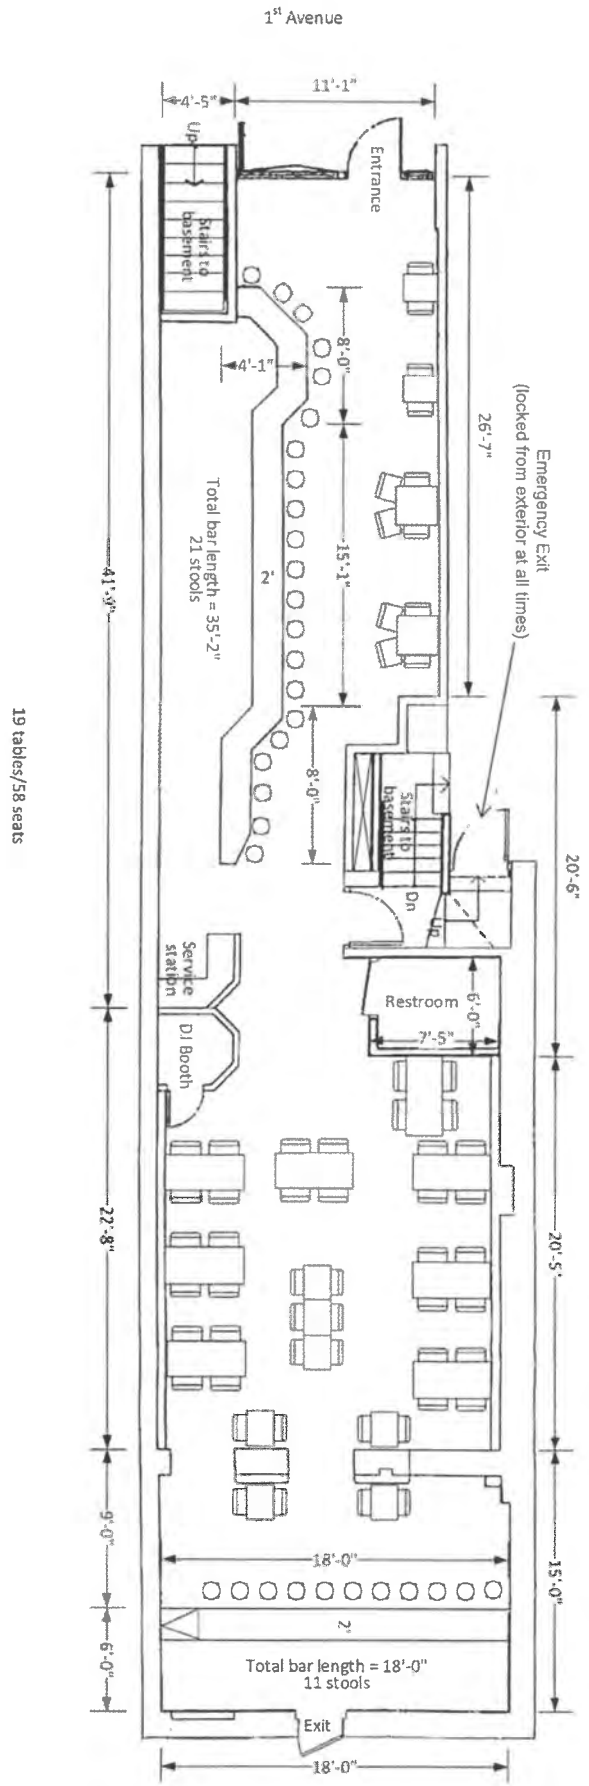 1st Avenue
4'-5"
11'-1"
Up
Entrance
Stairs to
basement
8'-0"
4'-1"
26'-7"
Emergency Exit
(locked from exterior at all times)
Total bar length = 35'-2"
21 stools
2'
15'-1"
41'-9"
19 tables/58 seats
8'-0"
Stairs to
basement
Dn
Up
20'-6"
Service
station
Restroom
6'-0"
7'-5"
DJ Booth
22'-8"
20'-5"
9'-0"
18'-0"
15'-0"
2'
6'-0"
Total bar length = 18'-0"
11 stools
Exit
18'-0"